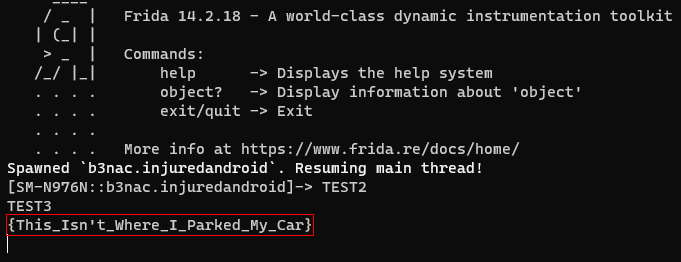 ____
/ _  |   Frida 14.2.18 - A world-class dynamic instrumentation toolkit
| (_| |
> _  |   Commands:
/_/ |_|       help      -> Displays the help system
. . . .       object?   -> Display information about 'object'
. . . .       exit/quit -> Exit
. . . .
. . . .   More info at https://www.frida.re/docs/home/
Spawned `b3nac.injuredandroid`. Resuming main thread!
[SM-N976N::b3nac.injuredandroid]-> TEST2
TEST3
{This_Isn't_Where_I_Parked_My_Car}